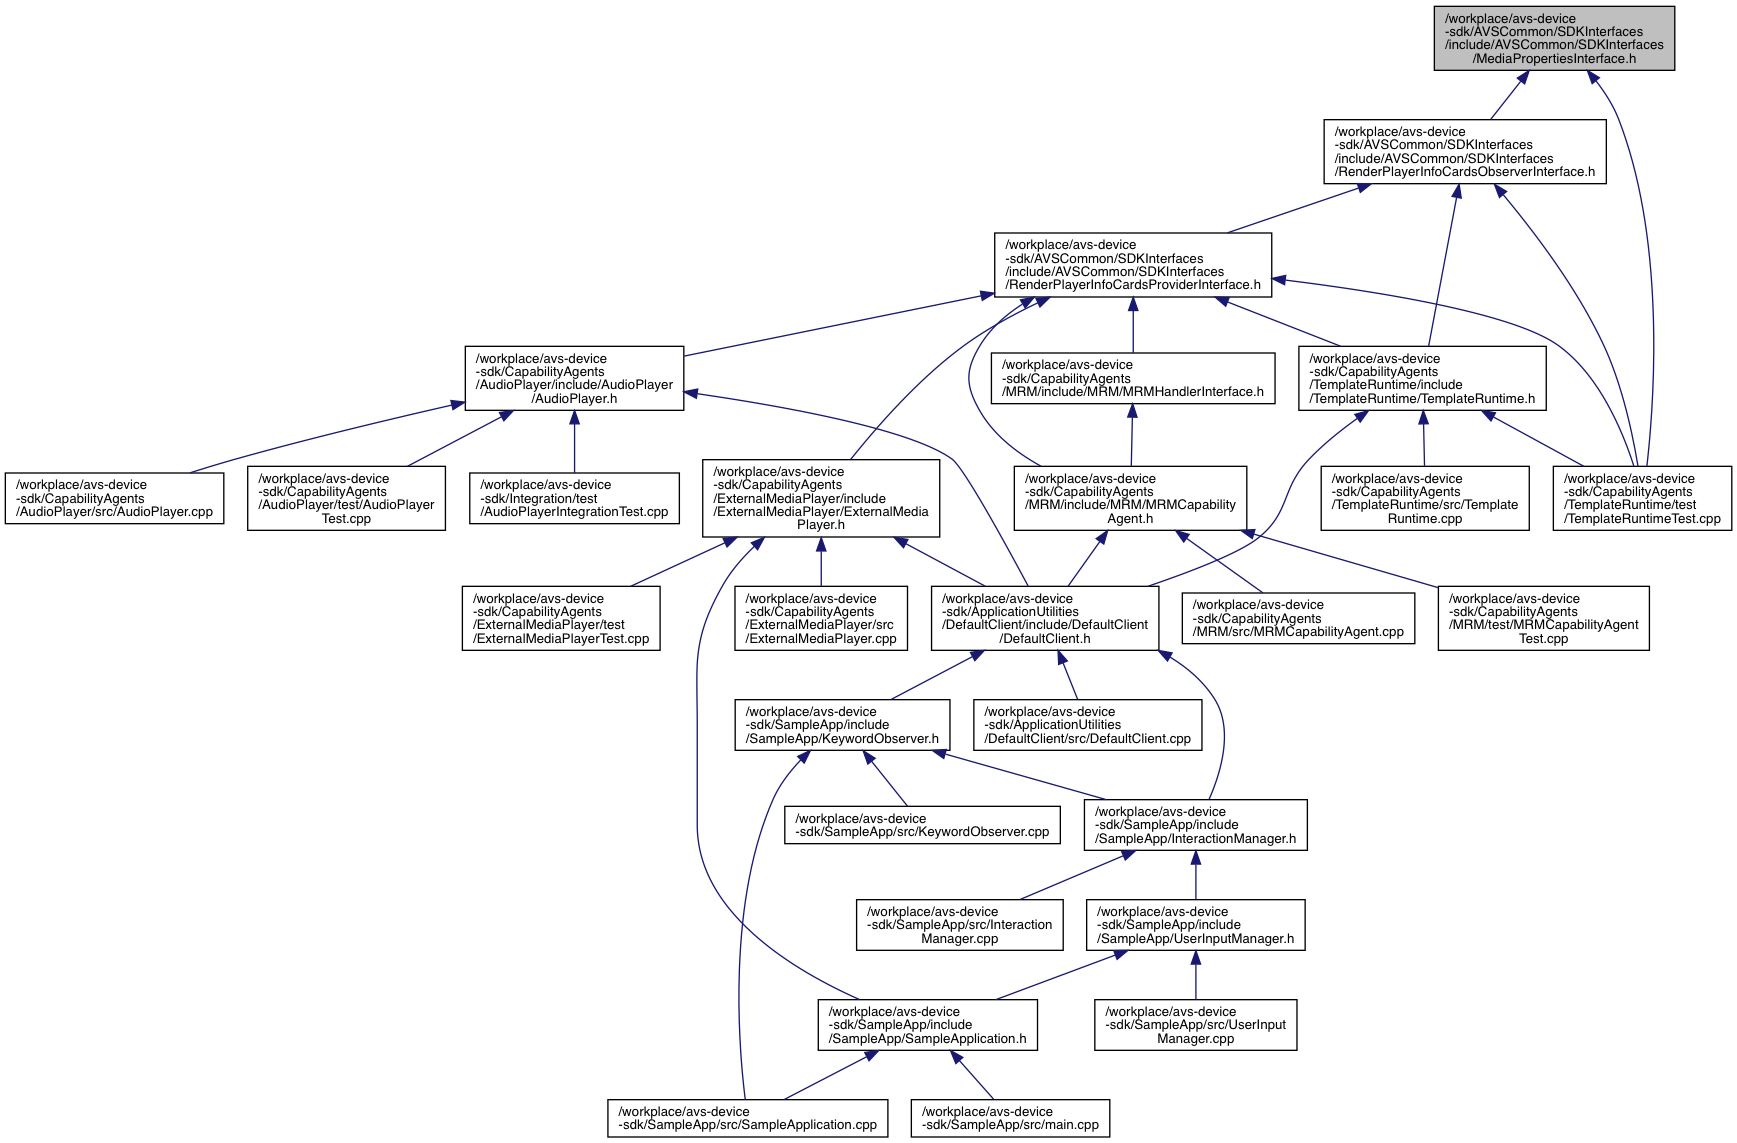 /workplace/avs-device
-sdk/AVSCommon/SDKInterfaces
/include/AVSCommon/SDKInterfaces
/MediaPropertiesInterface.h
/workplace/avs-device
-sdk/AVSCommon/SDKInterfaces
/include/AVSCommon/SDKInterfaces
/RenderPlayerInfoCardsObserverInterface.h
/workplace/avs-device
-sdk/AVSCommon/SDKInterfaces
/include/AVSCommon/SDKInterfaces
/RenderPlayerInfoCardsProviderInterface.h
/workplace/avs-device
-sdk/CapabilityAgents
/AudioPlayer/include/AudioPlayer
/AudioPlayer.h
/workplace/avs-device
-sdk/CapabilityAgents
/MRM/include/MRM/MRMHandlerInterface.h
/workplace/avs-device
-sdk/CapabilityAgents
/TemplateRuntime/include
/TemplateRuntime/TemplateRuntime.h
/workplace/avs-device
-sdk/CapabilityAgents
/AudioPlayer/src/AudioPlayer.cpp
/workplace/avs-device
-sdk/CapabilityAgents
/AudioPlayer/test/AudioPlayer
Test.cpp
/workplace/avs-device
-sdk/Integration/test
/AudioPlayerIntegrationTest.cpp
/workplace/avs-device
-sdk/CapabilityAgents
/ExternalMediaPlayer/include
/ExternalMediaPlayer/ExternalMedia
Player.h
/workplace/avs-device
-sdk/CapabilityAgents
/MRM/include/MRM/MRMCapability
Agent.h
/workplace/avs-device
-sdk/CapabilityAgents
/TemplateRuntime/src/Template
Runtime.cpp
/workplace/avs-device
-sdk/CapabilityAgents
/TemplateRuntime/test
/TemplateRuntimeTest.cpp
/workplace/avs-device
-sdk/CapabilityAgents
/ExternalMediaPlayer/test
/ExternalMediaPlayerTest.cpp
/workplace/avs-device
-sdk/CapabilityAgents
/ExternalMediaPlayer/src
/ExternalMediaPlayer.cpp
/workplace/avs-device
-sdk/ApplicationUtilities
/DefaultClient/include/DefaultClient
/DefaultClient.h
/workplace/avs-device
-sdk/CapabilityAgents
/MRM/src/MRMCapabilityAgent.cpp
/workplace/avs-device
-sdk/CapabilityAgents
/MRM/test/MRMCapabilityAgent
Test.cpp
/workplace/avs-device
-sdk/SampleApp/include
/SampleApp/KeywordObserver.h
/workplace/avs-device
-sdk/ApplicationUtilities
/DefaultClient/src/DefaultClient.cpp
/workplace/avs-device
-sdk/SampleApp/src/KeywordObserver.cpp
/workplace/avs-device
-sdk/SampleApp/include
/SampleApp/InteractionManager.h
/workplace/avs-device
-sdk/SampleApp/src/Interaction
Manager.cpp
/workplace/avs-device
-sdk/SampleApp/include
/SampleApp/UserInputManager.h
/workplace/avs-device
-sdk/SampleApp/include
/SampleApp/SampleApplication.h
/workplace/avs-device
-sdk/SampleApp/src/UserInput
Manager.cpp
/workplace/avs-device
-sdk/SampleApp/src/SampleApplication.cpp
/workplace/avs-device
-sdk/SampleApp/src/main.cpp